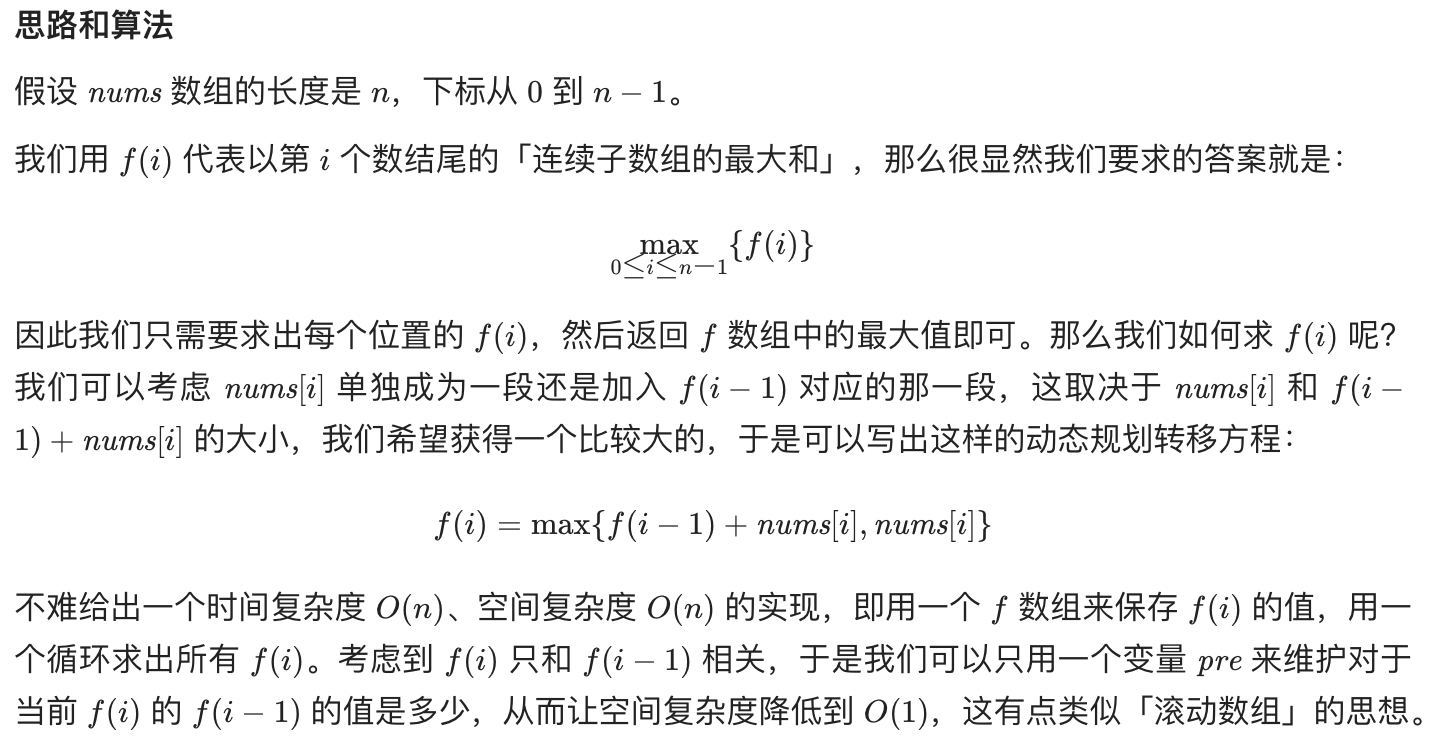 思路和算法
假设 nums 数组的长度是 n，下标从 0 到 n − 1。
我们用 f(i) 代表以第 i 个数结尾的「连续子数组的最大和」，那么很显然我们要求的答案就是：
max {f(i)}
0≤i≤n−1
因此我们只需要求出每个位置的 f(i)，然后返回 f 数组中的最大值即可。那么我们如何求 f(i) 呢？
我们可以考虑 nums[i] 单独成为一段还是加入 f(i − 1) 对应的那一段，这取决于 nums[i] 和 f(i −
1) + nums[i] 的大小，我们希望获得一个比较大的，于是可以写出这样的动态规划转移方程：
f(i) = max{f(i − 1) + nums[i], nums[i]}
不难给出一个时间复杂度 O(n)、空间复杂度 O(n) 的实现，即用一个 f 数组来保存 f(i) 的值，用一
个循环求出所有 f(i)。考虑到 f(i) 只和 f(i − 1) 相关，于是我们可以只用一个变量 pre 来维护对于
当前 f(i) 的 f(i − 1) 的值是多少，从而让空间复杂度降低到 O(1)，这有点类似「滚动数组」的思想。